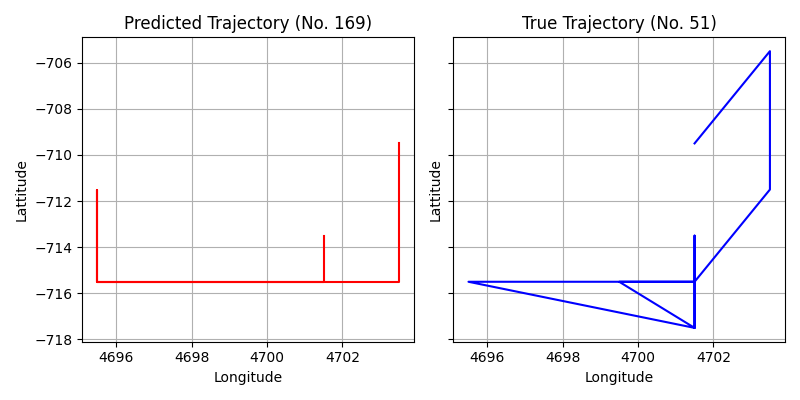 Predicted Trajectory (No. 169)
True Trajectory (No. 51)
−706
−708
−710
−712
−714
−716
−718
Lattitude
Lattitude
4696 4698 4700 4702
4696 4698 4700 4702
Longitude
Longitude